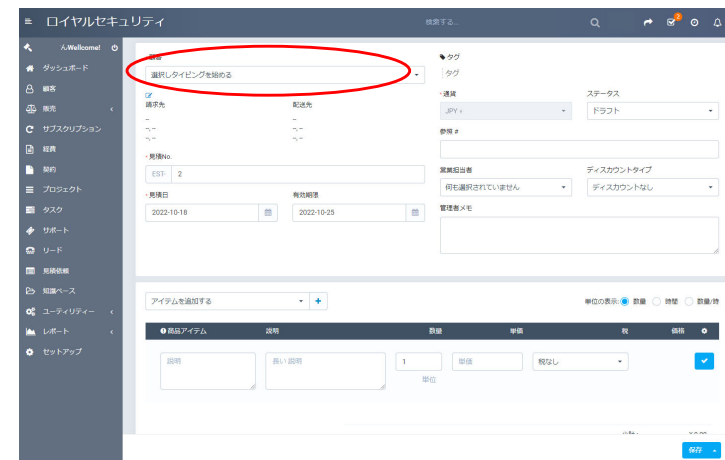 ロイヤルセキュリティ
検索する...
2
Wellcome!
ダッシュボード
顧客
販売
サブスクリプション
経費
契約
プロジェクト
タスク
サポート
リード
見積依頼
知識ベース
ユーティリティー
レポート
セットアップ
選択しタイピングを始める
請求先
配送先
--
--
--, --
--, --
--, --
--, --
* 見積No.
EST- 2
* 見積日
有効期限
2022-10-18
2022-10-25
タグ
タグ
* 通貨
ステータス
JPY ¥
ドラフト
参照 #
営業担当者
ディスカウントタイプ
何も選択されていません
ディスカウントなし
管理者メモ
アイテムを追加する
+
単位の表示: 数量 時間 数量/時
商品アイテム
説明
数量
単価
税
価格
説明
長い説明
1
単価
税なし
単位
保存